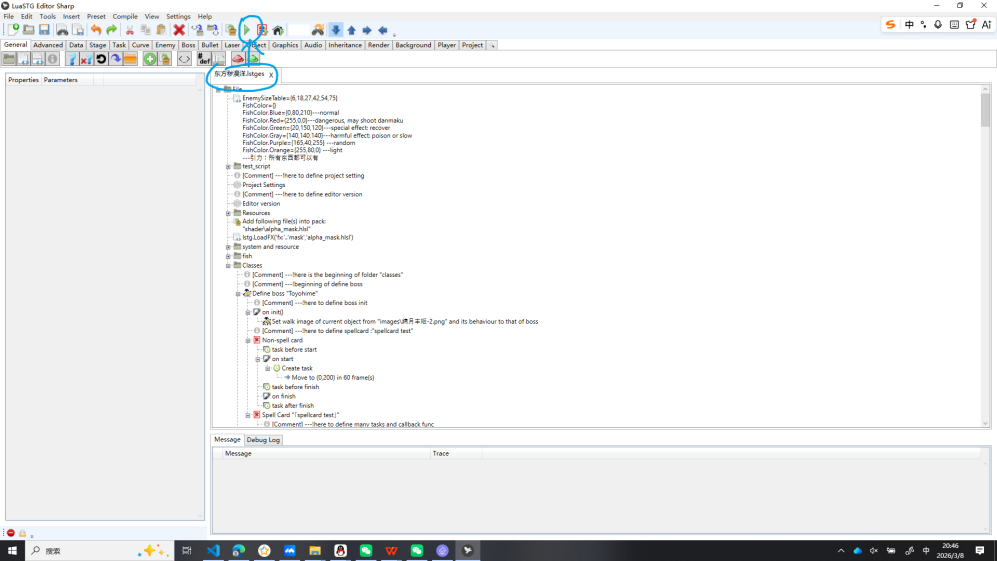 LuaSTG Editor Sharp
File Edit Tools Insert Preset Compile View Settings Help
General Advanced Data Stage Task Curve Enemy Boss Bullet Laser Object Graphics Audio Inheritance Render Background Player Project
#
def
中
AI
Properties Parameters
.lstges x
File
EnemySizeTable={6,18,27,42,54,75}
FishColor={}
FishColor.Blue={0,80,210}---normal
FishColor.Red={255,0,0}---dangerous, may shoot danmaku
FishColor.Green={20,150,120}---special effect: recover
FishColor.Gray={140,140,140}---harmful effect: poison or slow
FishColor.Purple={165,40,255} ---random
FishColor.Orange={255,80,0} ---light
---引力：所有东西都可以有
test_script
[Comment] ---!here to define project setting
Project Settings
[Comment] ---!here to define editor version
Editor version
Resources
Add following file(s) into pack:
"shader\alpha_mask.hlsl"
lstg.LoadFX('fx'..'mask','alpha_mask.hlsl')
system and resource
fish
Classes
[Comment] ---!here is the beginning of folder "classes"
[Comment] ---!beginning of define boss
Define boss "Toyohime"
[Comment] ---!here to define boss init
on init()
Set walk image of current object from "images\绵月丰姬-2.png" and its behaviour to that of boss
[Comment] ---!here to define spellcard :"spellcard test"
Non-spell card
task before start
on start
Create task
Move to (0,200) in 60 frame(s)
task before finish
on finish
task after finish
Spell Card "「spellcard test」"
[Comment] ---!here to define many tasks and callback func
Message Debug Log
Message Trace
搜索
中
20:46
2026/3/8